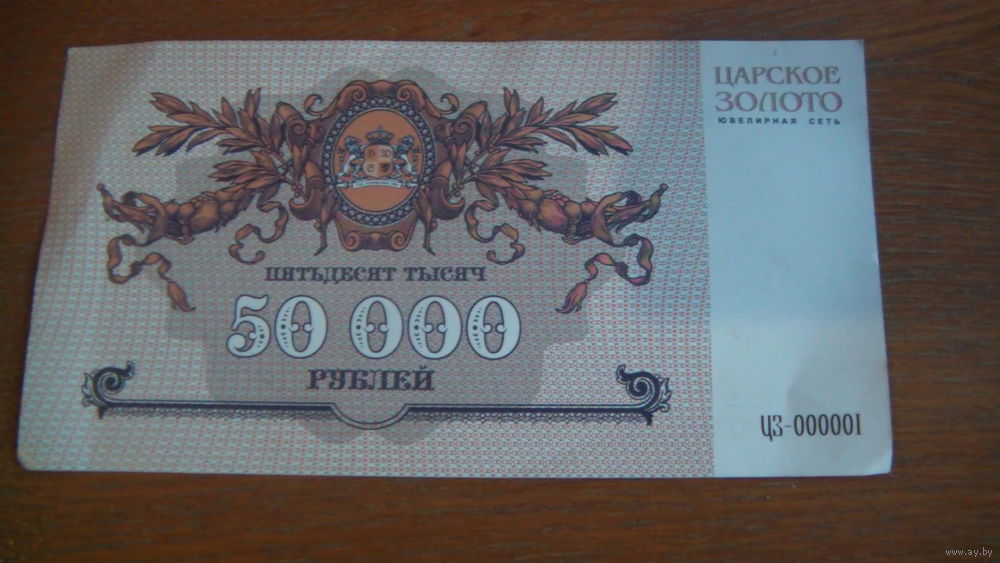 ЦАРСКОЕ
ЗОЛОТО
ЮВЕЛИРНАЯ СЕТЬ
ПЯТЬДЕСЯТ ТЫСЯЧ
50 000
РУБЛЕЙ
ЦЗ-000001
www.ay.by